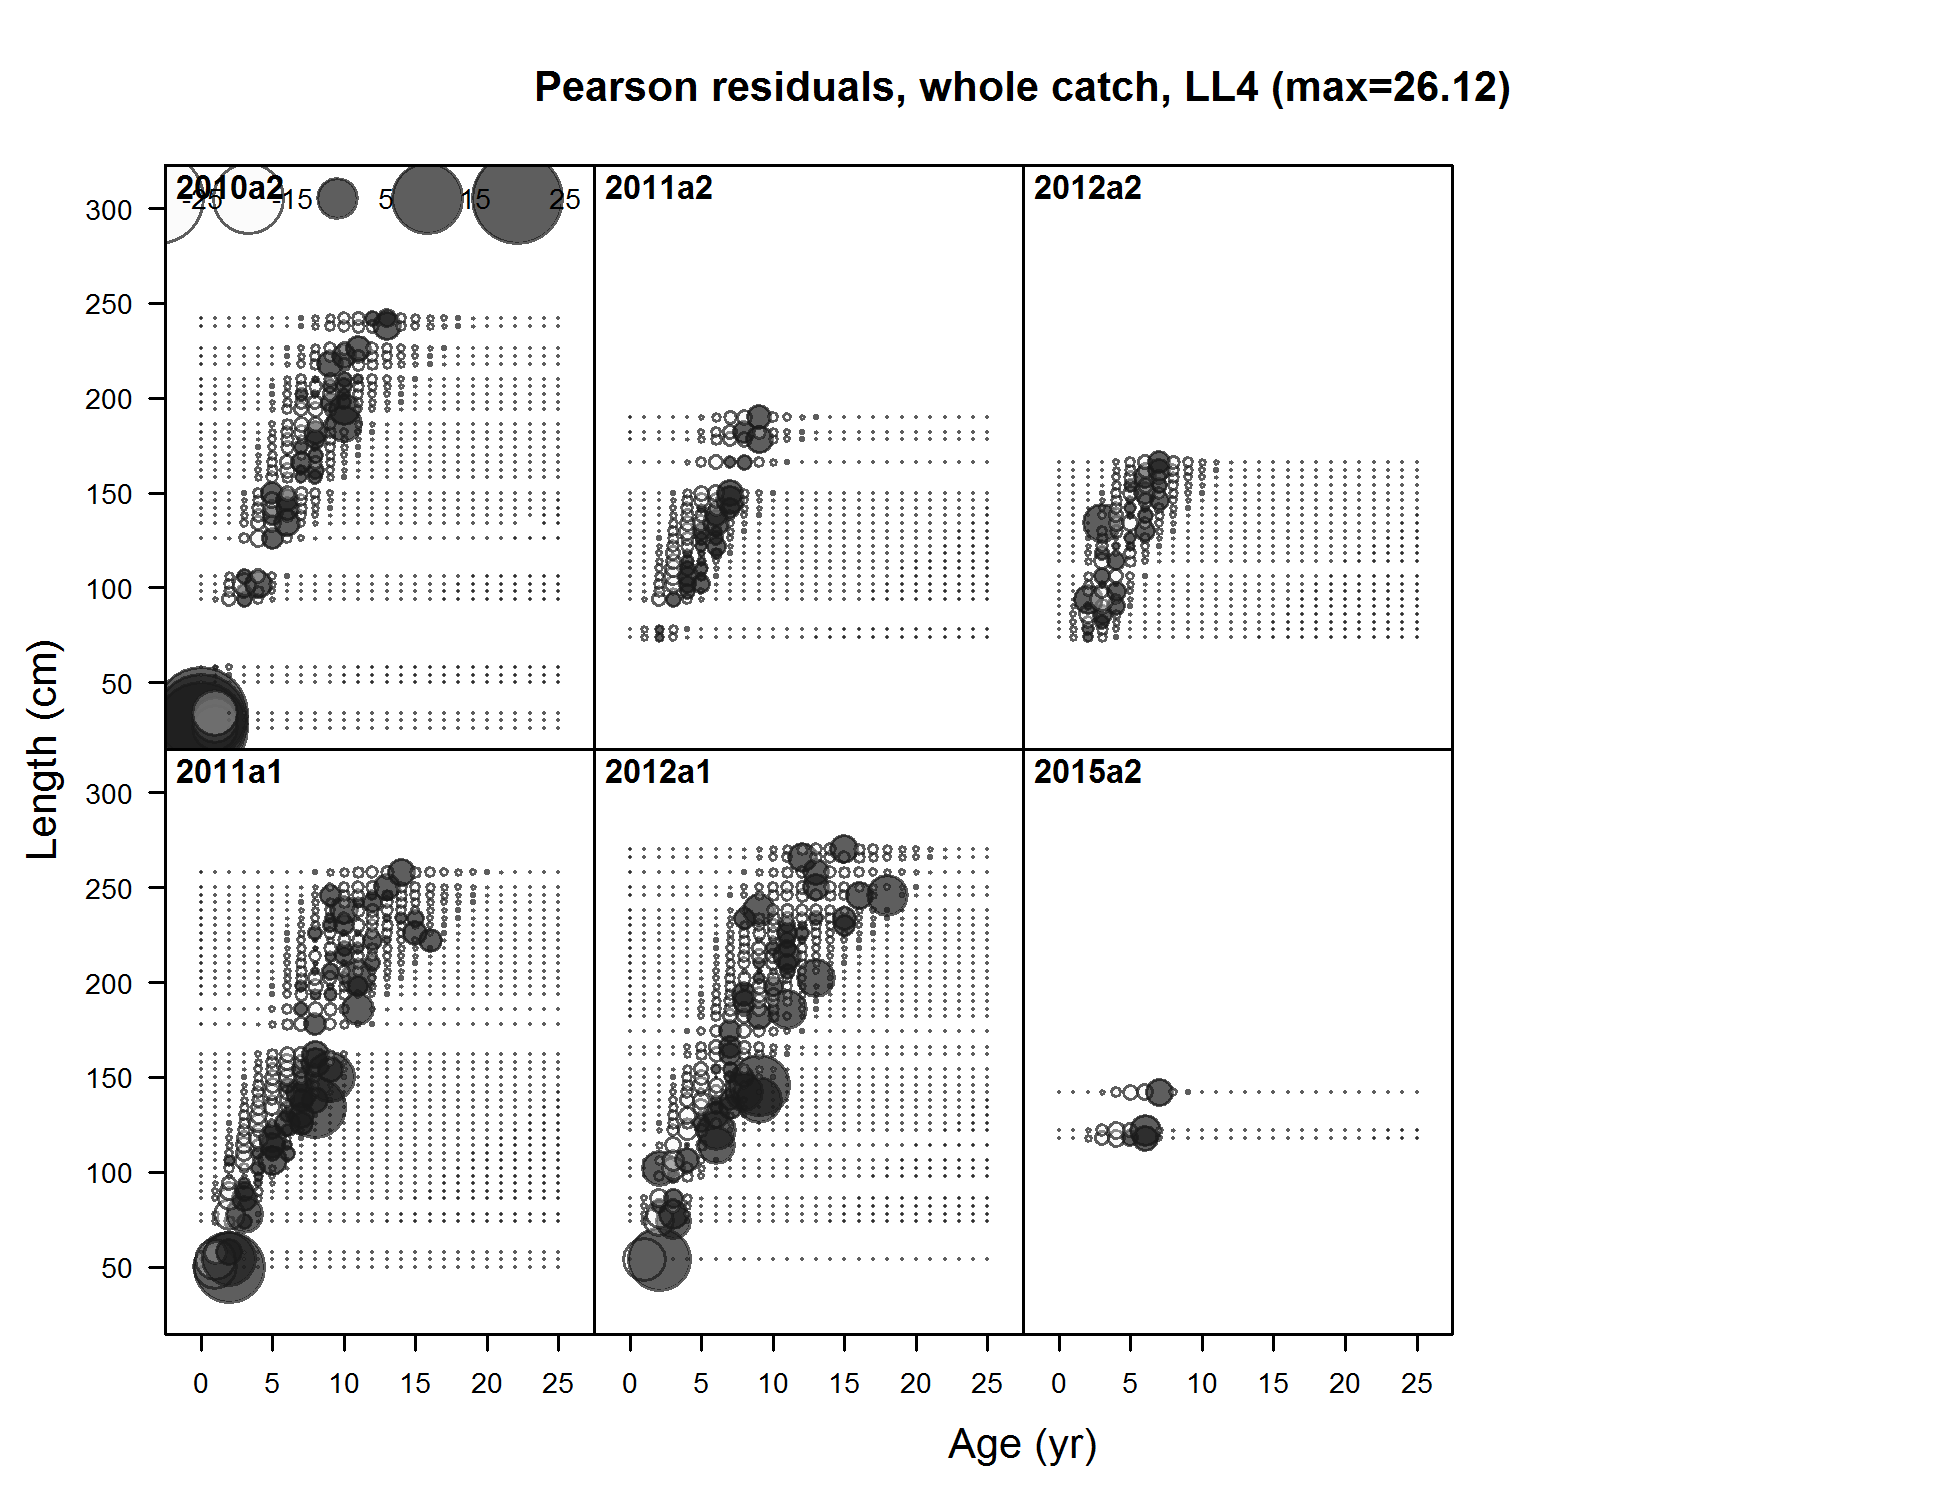 Pearson residuals, whole catch, LL4 (max=26.12)
2010a2
-25 -15 5 15 25
2011a2
2012a2
300
250
200
150
100
50
Length (cm)
2011a1
2012a1
2015a2
300
250
200
150
100
50
0 5 10 15 20 25 0 5 10 15 20 25 0 5 10 15 20 25
Age (yr)